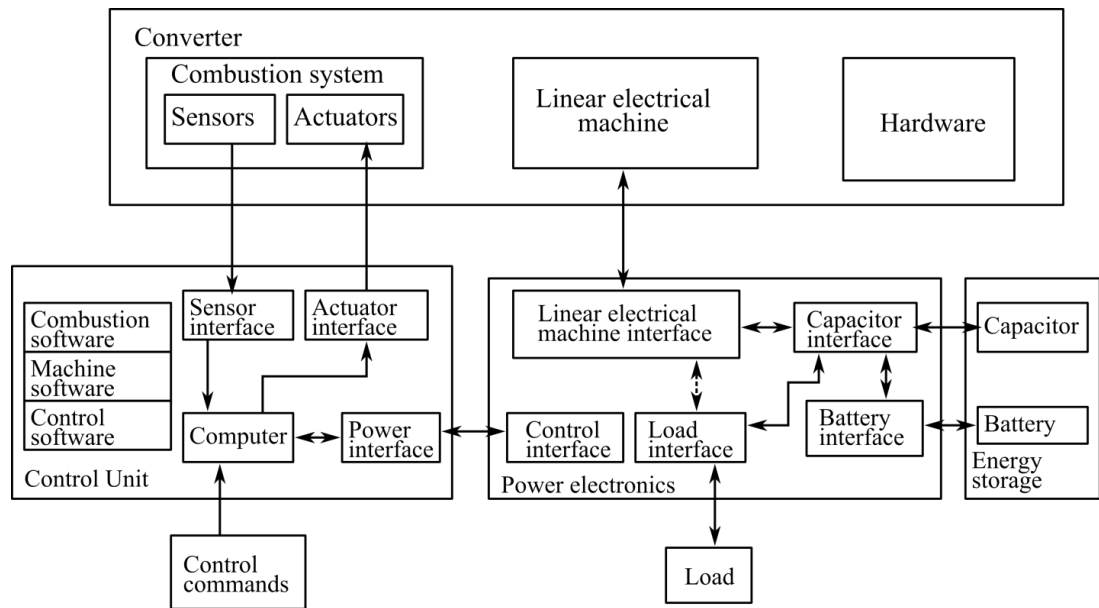 Converter
Combustion system
Sensors
Actuators
Linear electrical
machine
Hardware
Combustion
software
Machine
software
Control
software
Sensor
interface
Actuator
interface
Computer
Power
interface
Control Unit
Control
commands
Linear electrical
machine interface
Capacitor
interface
Control
interface
Load
interface
Battery
interface
Power electronics
Capacitor
Battery
Energy
storage
Load